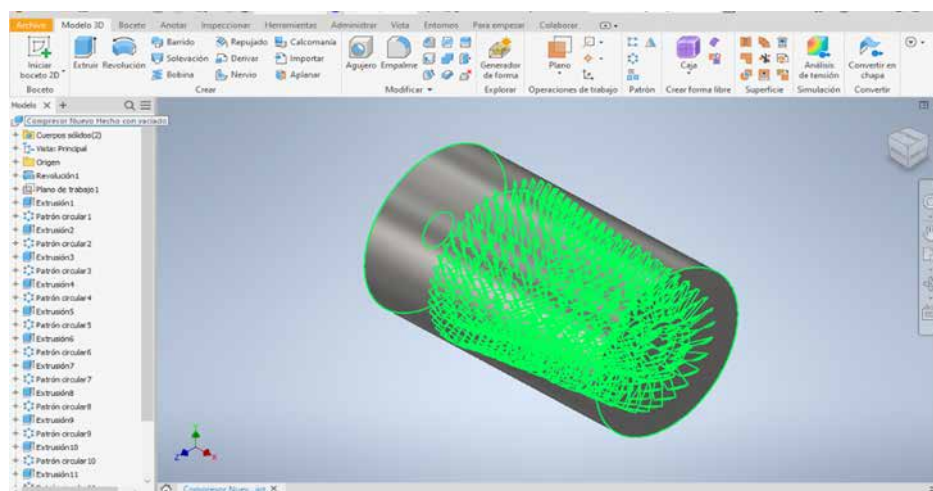 Archivo Modelo 3D Boceto Anotar Inspeccionar Herramientas Administrar Vista Entornos Para empezar Colaborar
Iniciar boceto 2D
Extruir
Revolución
Barrido
Solevación
Bobina
Repujado
Derivar
Nervio
Calcomanía
Importar
Aplanar
Agujero
Empalme
Generador de forma
Plano
Caja
Análisis de tensión
Convertir en chapa
Boceto
Crear
Modificar
Explorar
Operaciones de trabajo
Patrón
Crear forma libre
Superficie
Simulación
Convertir
Modelo
Compresor Nuevo Hecho con vaciado
Cuerpos sólidos(2)
Vista: Principal
Origen
Revolución1
Plano de trabajo1
Extrusión1
Patrón circular1
Extrusión2
Patrón circular2
Extrusión3
Patrón circular3
Extrusión4
Patrón circular4
Extrusión5
Patrón circular5
Extrusión6
Patrón circular6
Extrusión7
Patrón circular7
Extrusión8
Patrón circular8
Extrusión9
Patrón circular9
Extrusión10
Patrón circular10
Extrusión11
Z
X